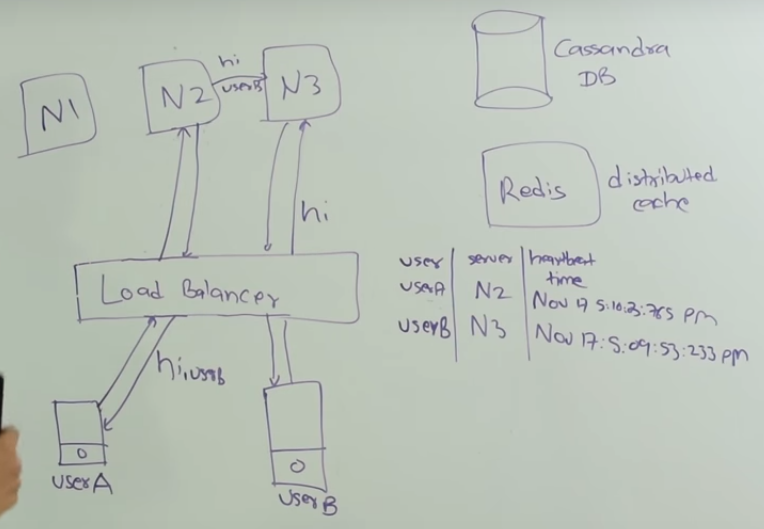 N1
N2
hi
userB
N3
Cassandra
DB
Redis
distributed
cache
hi
Load Balancer
hi, userB
userA
userB
user server heartbeat
time
userA N2 Nov 17 5:10:23:765 pm
userB N3 Nov 17:5:09:53:233 pm